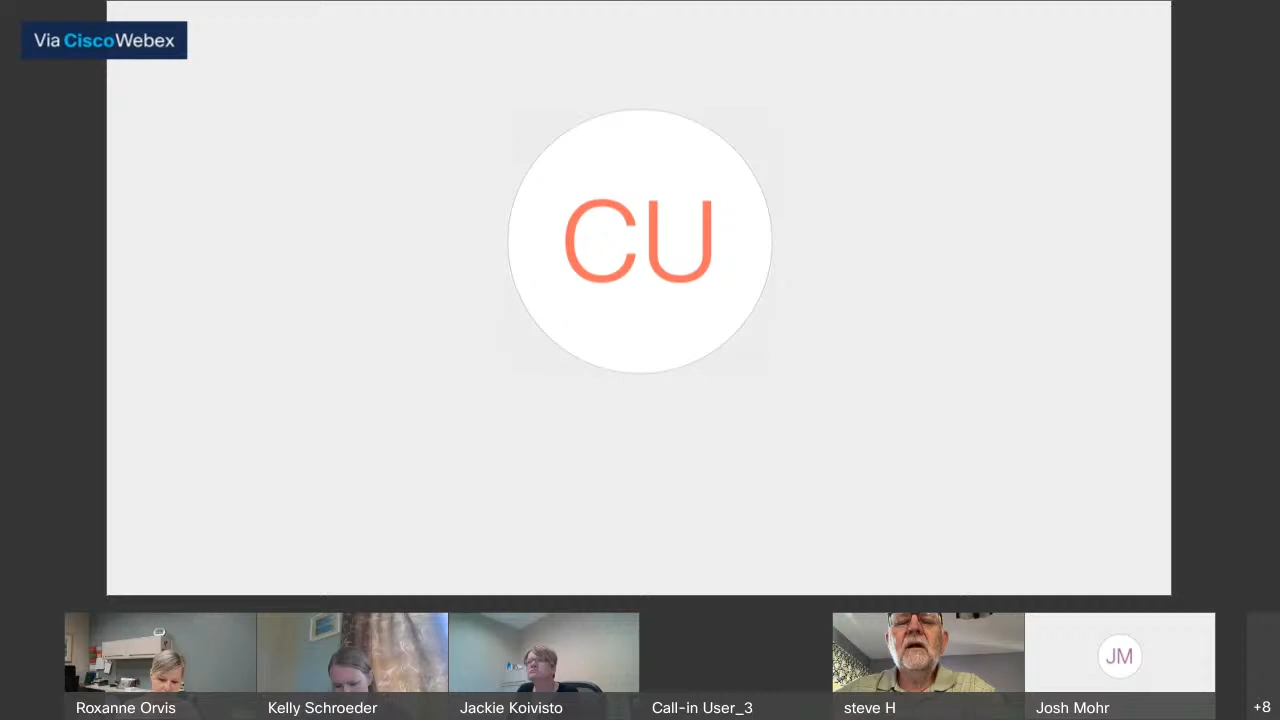 Via CiscoWebex
CU
JM
Roxanne Orvis
Kelly Schroeder
Jackie Koivisto
Call-in User_3
steve H
Josh Mohr
+8